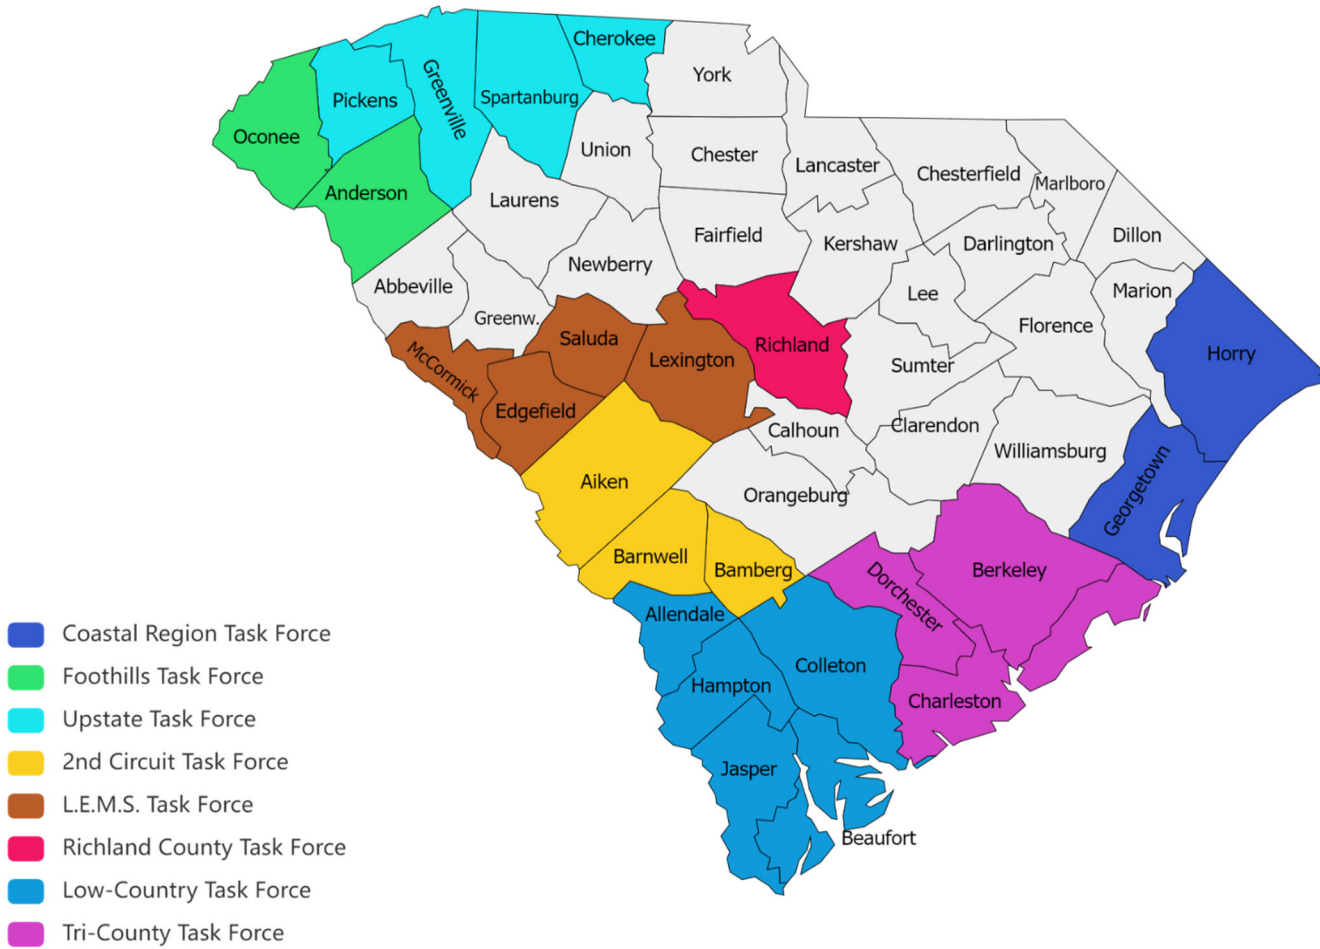 Cherokee
York
Greenville
Pickens
Spartanburg
Oconee
Union
Chester
Lancaster
Chesterfield
Marlboro
Anderson
Laurens
Fairfield
Kershaw
Darlington
Dillon
Newberry
Abbeville
Lee
Marion
Greenw.
Florence
Saluda
Richland
Horry
McCormick
Lexington
Sumter
Edgefield
Calhoun
Clarendon
Williamsburg
Aiken
Orangeburg
Georgetown
Barnwell
Bamberg
Berkeley
Dorchester
Allendale
Colleton
Hampton
Charleston
Jasper
Beaufort
Coastal Region Task Force
Foothills Task Force
Upstate Task Force
2nd Circuit Task Force
L.E.M.S. Task Force
Richland County Task Force
Low-Country Task Force
Tri-County Task Force